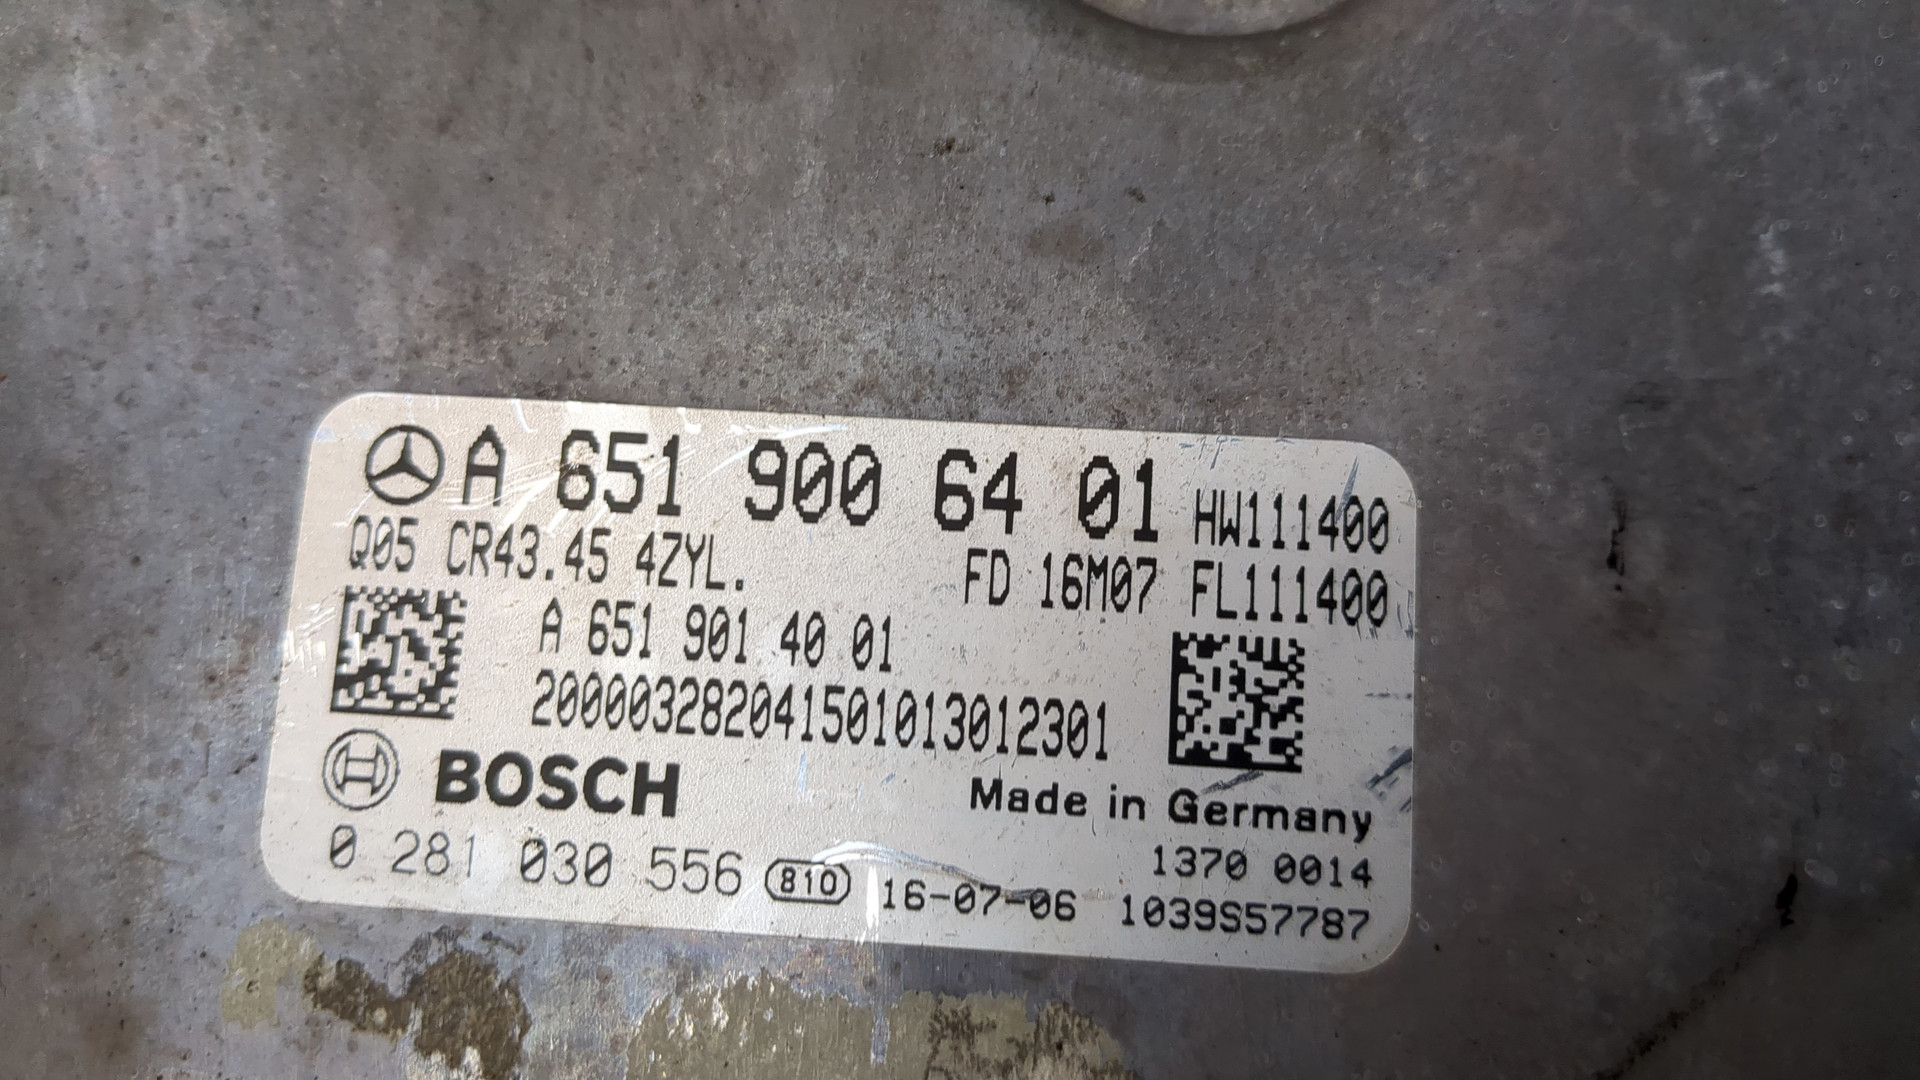 A 651 900 64 01 HW111400
Q05 CR43.45 4ZYL. FD 16M07 FL111400
A 651 901 40 01
200003282041501013012301
BOSCH
Made in Germany
1370 0014
0 281 030 556 810 16-07-06 1039S57787